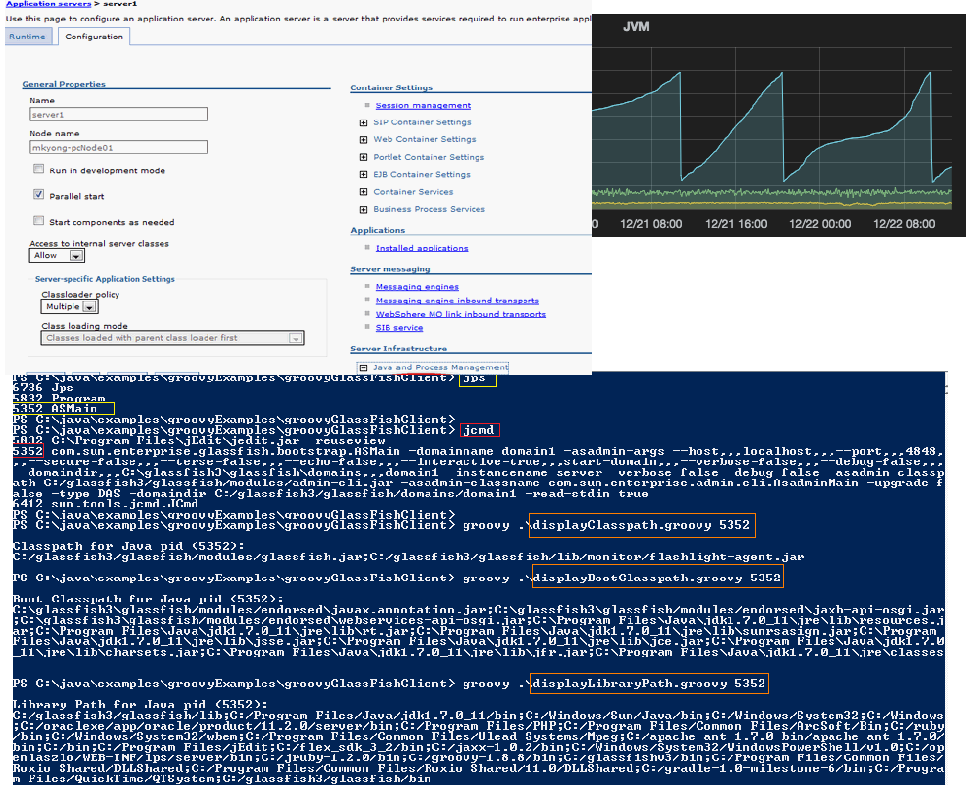 Application servers > server1
Use this page to configure an application server. An application server is a server that provides services required to run enterprise appl
Runtime
Configuration
General Properties
Name
server1
Node name
mkyong-pcNode01
Run in development mode
Parallel start
Start components as needed
Access to internal server classes
Allow
Server-specific Application Settings
Classloader policy
Multiple
Class loading mode
Classes loaded with parent class loader first
Container Settings
Session management
SIP Container Settings
Web Container Settings
Portlet Container Settings
EJB Container Settings
Container Services
Business Process Services
Applications
Installed applications
Server messaging
Messaging engines
Messaging engine inbound transports
WebSphere MQ link inbound transports
SIB service
Server Infrastructure
Java and Process Management
JVM
0
12/21 08:00
12/21 16:00
12/22 00:00
12/22 08:00
PS C:\java\examples\groovyExamples\groovyGlassFishClient> jps
6736 Jps
5832 Program
5352 ASMain
PS C:\java\examples\groovyExamples\groovyGlassFishClient>
PS C:\java\examples\groovyExamples\groovyGlassFishClient> jcmd
5832 C:\Program Files\jEdit\jedit.jar -reuseview
5352 com.sun.enterprise.glassfish.bootstrap.ASMain -domainname domain1 -asadmin-args --host,,,localhost,,,--port,,,4848,
,,--secure=false,,,--terse=false,,,--echo=false,,,--interactive=true,,,start-domain,,,--verbose=false,,,--debug=false,,,
--domaindir,,,C:\glassfish3\glassfish\domains,,,domain1 -instancename server -verbose false -debug false -asadmin-classp
ath C:/glassfish3/glassfish/modules/admin-cli.jar -asadmin-classname com.sun.enterprise.admin.cli.AsadminMain -upgrade f
alse -type DAS -domaindir C:/glassfish3/glassfish/domains/domain1 -read-stdin true
6412 sun.tools.jcmd.JCmd
PS C:\java\examples\groovyExamples\groovyGlassFishClient>
PS C:\java\examples\groovyExamples\groovyGlassFishClient> groovy .\displayClasspath.groovy 5352
Classpath for Java pid (5352):
C:/glassfish3/glassfish/modules/glassfish.jar;C:/glassfish3/glassfish/lib/monitor/flashlight-agent.jar
PS C:\java\examples\groovyExamples\groovyGlassFishClient> groovy .\displayBootClasspath.groovy 5352
Boot Classpath for Java pid (5352):
C:\glassfish3\glassfish/modules/endorsed\javax.annotation.jar;C:\glassfish3\glassfish/modules/endorsed\jaxb-api-osgi.jar
;C:\glassfish3\glassfish/modules/endorsed\webservices-api-osgi.jar;C:\Program Files\Java\jdk1.7.0_11\jre\lib\resources.j
ar;C:\Program Files\Java\jdk1.7.0_11\jre\lib\rt.jar;C:\Program Files\Java\jdk1.7.0_11\jre\lib\sunrsasign.jar;C:\Program
Files\Java\jdk1.7.0_11\jre\lib\jsse.jar;C:\Program Files\Java\jdk1.7.0_11\jre\lib\jce.jar;C:\Program Files\Java\jdk1.7.0
_11\jre\lib\charsets.jar;C:\Program Files\Java\jdk1.7.0_11\jre\lib\jfr.jar;C:\Program Files\Java\jdk1.7.0_11\jre\classes
PS C:\java\examples\groovyExamples\groovyGlassFishClient> groovy .\displayLibraryPath.groovy 5352
Library Path for Java pid (5352):
C:/glassfish3/glassfish/lib;C:/Program Files/Java/jdk1.7.0_11/bin;C:/Windows/Sun/Java/bin;C:/Windows/System32;C:/Windows
;C:/oraclexe/app/oracle/product/11.2.0/server/bin;C:/Program Files/PHP;C:/Program Files/Common Files/ArcSoft/Bin;C:/ruby
/bin;C:/Windows/System32/wbem;C:/Program Files/Common Files/Ulead Systems/Mpeg;C:/apache-ant-1.7.0-bin/apache-ant-1.7.0/
bin;C:/bin;C:/Program Files/jEdit;C:/flex_sdk_3_2/bin;C:/jaxx-1.0.2/bin;C:/Windows/System32/WindowsPowerShell/v1.0;C:/op
enlaszlo/WEB-INF/lps/server/bin;C:/jruby-1.2.0/bin;C:/groovy-1.8.6/bin;C:/glassfishv3/bin;C:/Program Files/Common Files/
Roxio Shared/DLLShared;C:/Program Files/Common Files/Roxio Shared/11.0/DLLShared;C:/gradle-1.0-milestone-6/bin;C:/Progra
m Files/QuickTime/QTSystem;C:/glassfish3/glassfish/bin